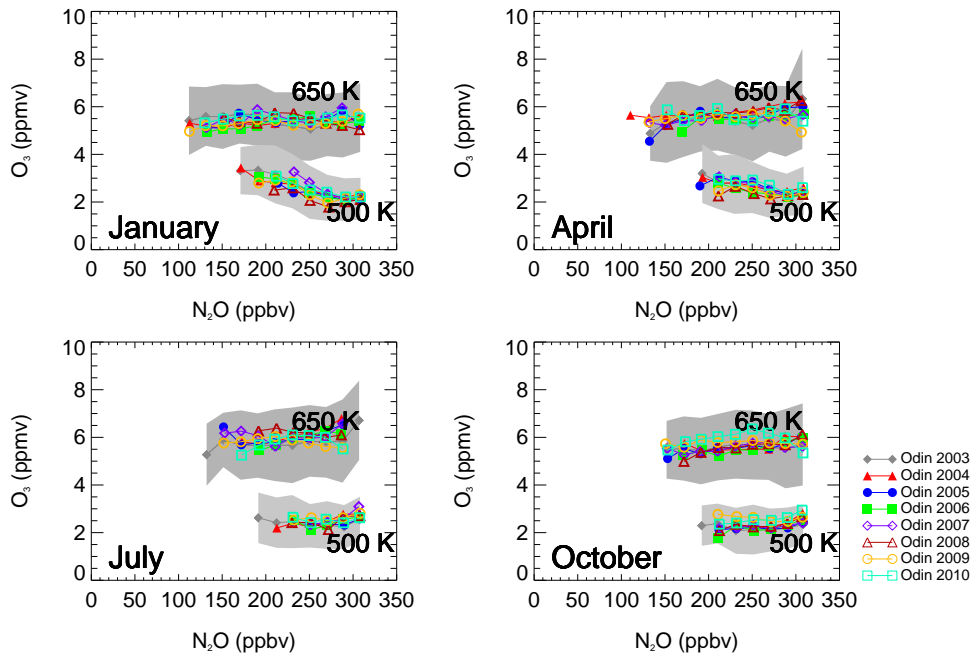 10
8
6
4
2
0
O₃ (ppmv)
650 K
500 K
January
0 50 100 150 200 250 300 350
N₂O (ppbv)
10
8
6
4
2
0
O₃ (ppmv)
650 K
500 K
April
0 50 100 150 200 250 300 350
N₂O (ppbv)
10
8
6
4
2
0
O₃ (ppmv)
650 K
500 K
July
0 50 100 150 200 250 300 350
N₂O (ppbv)
10
8
6
4
2
0
O₃ (ppmv)
650 K
500 K
October
0 50 100 150 200 250 300 350
N₂O (ppbv)
Odin 2003
Odin 2004
Odin 2005
Odin 2006
Odin 2007
Odin 2008
Odin 2009
Odin 2010